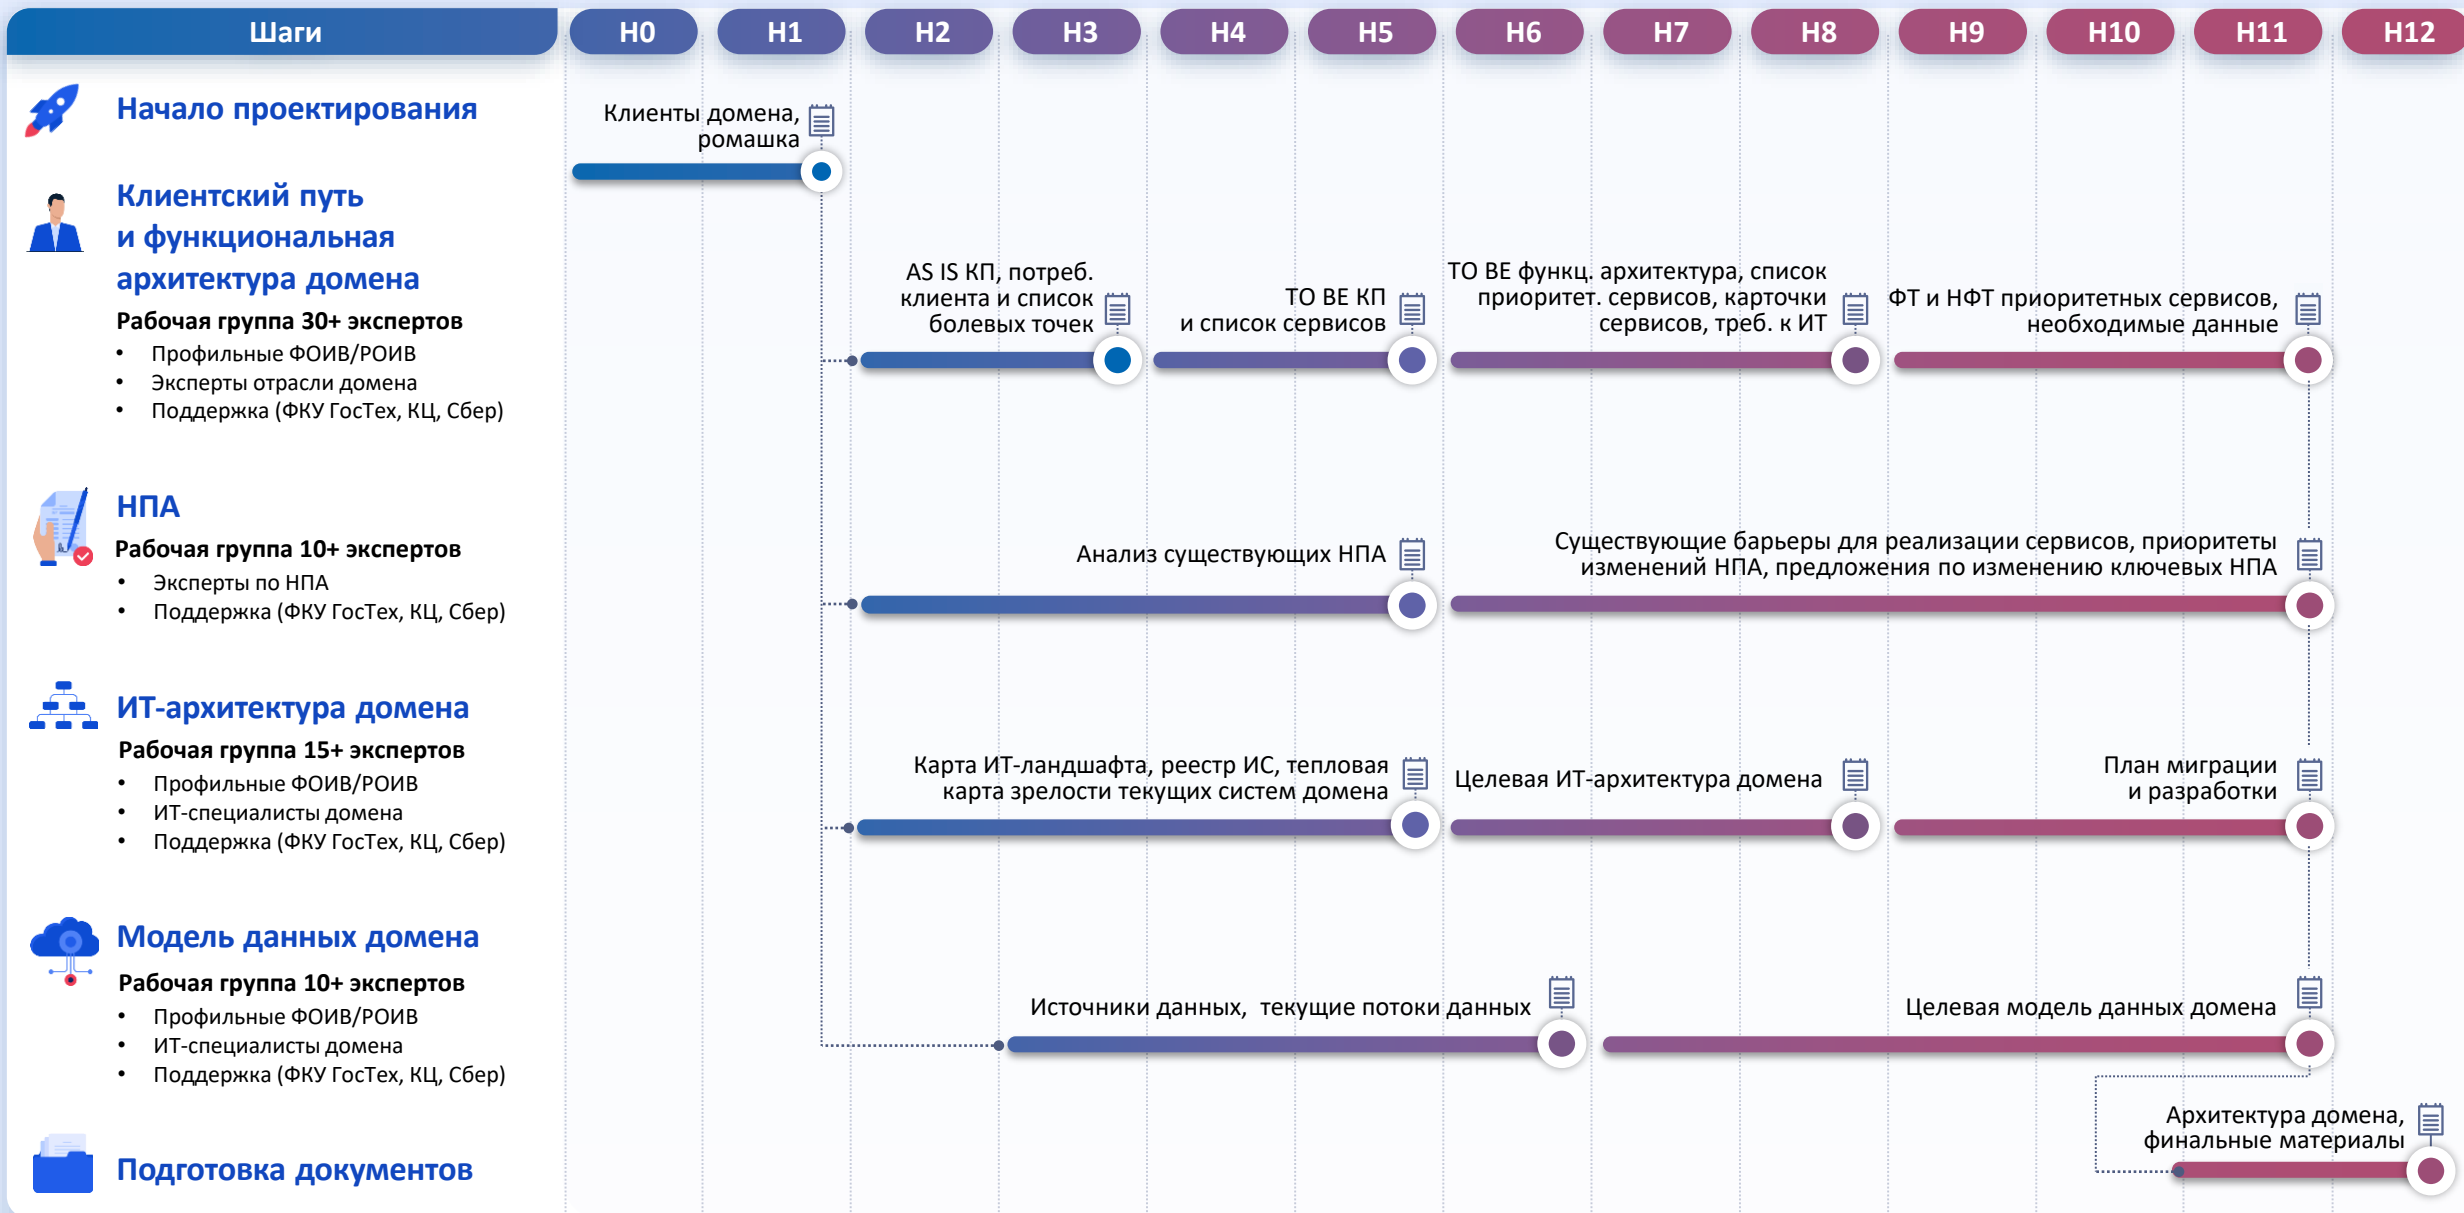 Шаги
Н0 Н1 Н2 Н3 Н4 Н5 Н6 Н7 Н8 Н9 Н10 Н11 Н12
Начало проектирования
Клиенты домена,
ромашка
Клиентский путь
и функциональная
архитектура домена
Рабочая группа 30+ экспертов
• Профильные ФОИВ/РОИВ
• Эксперты отрасли домена
• Поддержка (ФКУ ГосТех, КЦ, Сбер)
AS IS КП, потреб.
клиента и список
болевых точек
TO BE КП
и список сервисов
TO BE функц. архитектура, список
приоритет. сервисов, карточки
сервисов, треб. к ИТ
ФТ и НФТ приоритетных сервисов,
необходимые данные
НПА
Рабочая группа 10+ экспертов
• Эксперты по НПА
• Поддержка (ФКУ ГосТех, КЦ, Сбер)
Анализ существующих НПА
Существующие барьеры для реализации сервисов, приоритеты
изменений НПА, предложения по изменению ключевых НПА
ИТ-архитектура домена
Рабочая группа 15+ экспертов
• Профильные ФОИВ/РОИВ
• ИТ-специалисты домена
• Поддержка (ФКУ ГосТех, КЦ, Сбер)
Карта ИТ-ландшафта, реестр ИС, тепловая
карта зрелости текущих систем домена
Целевая ИТ-архитектура домена
План миграции
и разработки
Модель данных домена
Рабочая группа 10+ экспертов
• Профильные ФОИВ/РОИВ
• ИТ-специалисты домена
• Поддержка (ФКУ ГосТех, КЦ, Сбер)
Источники данных, текущие потоки данных
Целевая модель данных домена
Подготовка документов
Архитектура домена,
финальные материалы